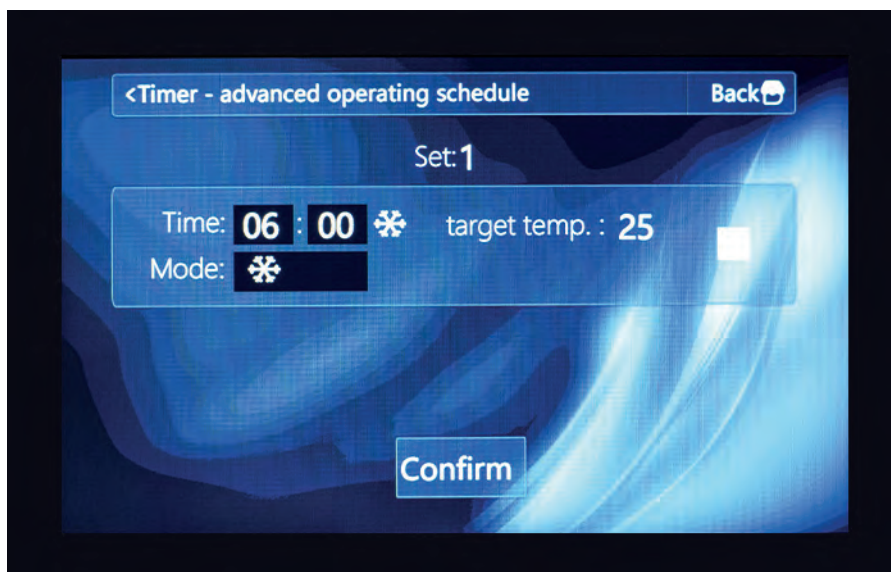 <Timer - advanced operating schedule Back
Set:1
Time: 06 : 00 target temp. : 25
Mode:
Confirm